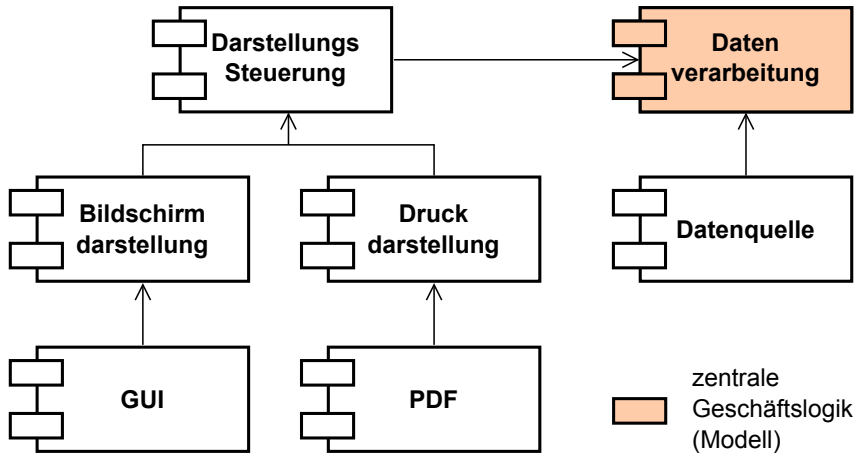 Darstellungs
Steuerung
Daten
verarbeitung
Bildschirm
darstellung
Druck
darstellung
Datenquelle
GUI
PDF
zentrale
Geschäftslogik
(Modell)